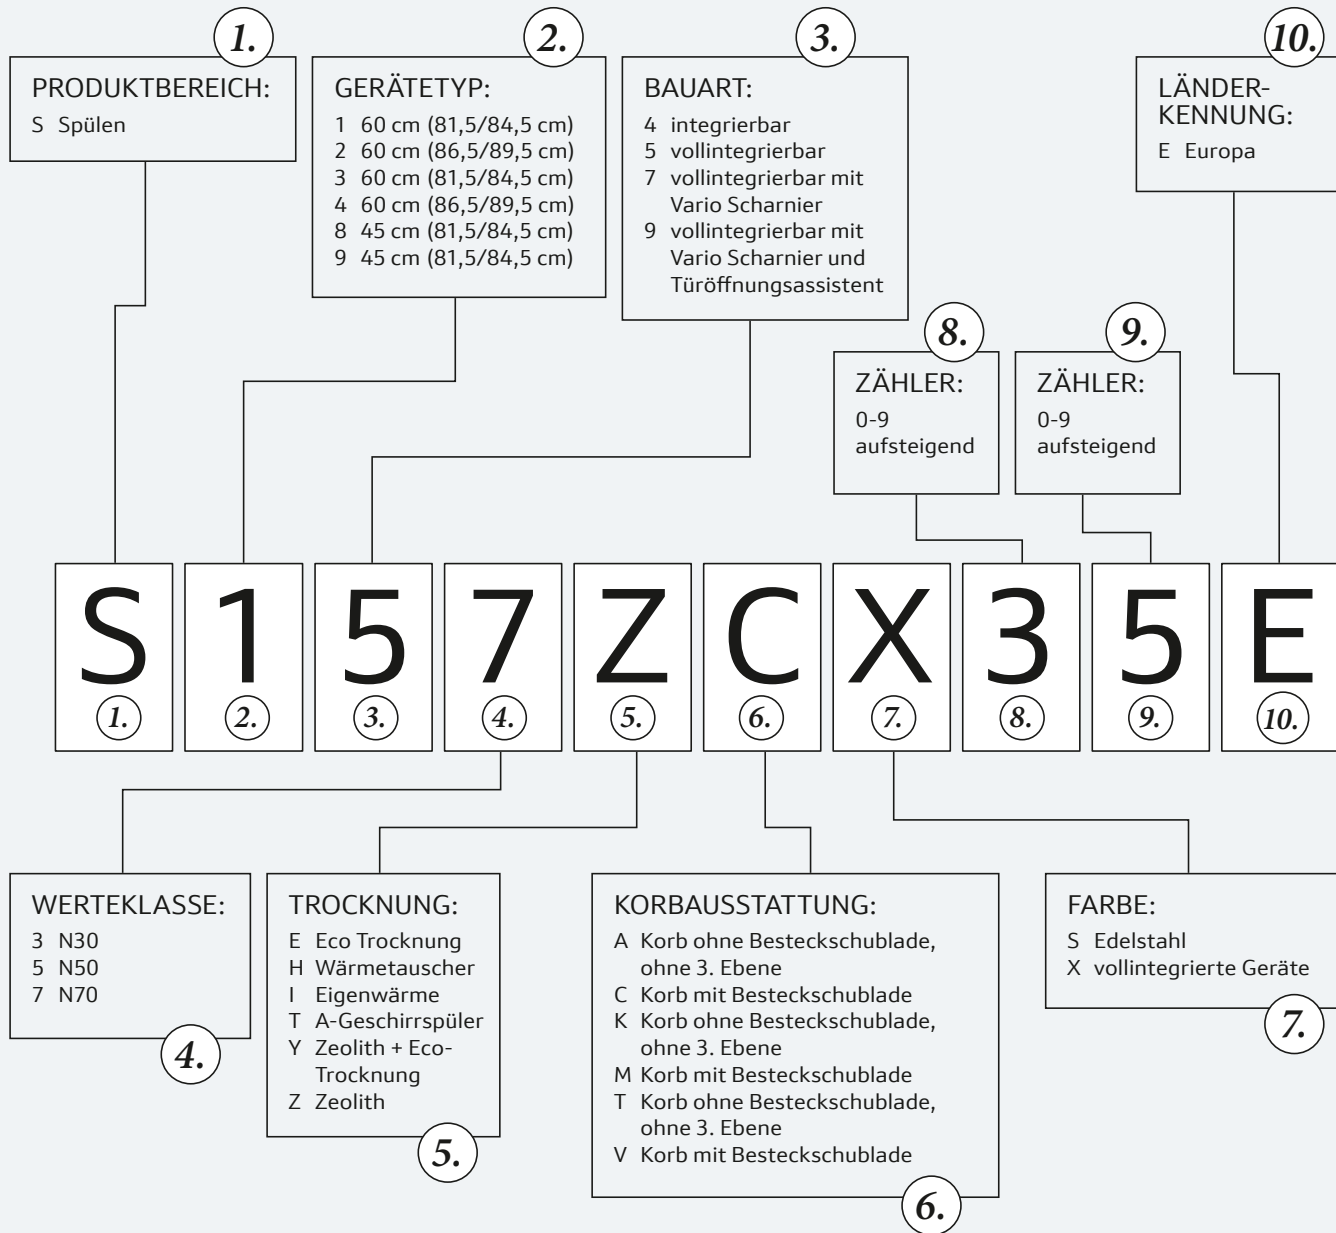 1.
PRODUKTBEREICH:
S Spülen
2.
GERÄTETYP:
1 60 cm (81,5/84,5 cm)
2 60 cm (86,5/89,5 cm)
3 60 cm (81,5/84,5 cm)
4 60 cm (86,5/89,5 cm)
8 45 cm (81,5/84,5 cm)
9 45 cm (81,5/84,5 cm)
3.
BAUART:
4 integrierbar
5 vollintegrierbar
7 vollintegrierbar mit
Vario Scharnier
9 vollintegrierbar mit
Vario Scharnier und
Türöffnungsassistent
10.
LÄNDER-
KENNUNG:
E Europa
8.
ZÄHLER:
0-9
aufsteigend
9.
ZÄHLER:
0-9
aufsteigend
S 1 5 7 Z C X 3 5 E
1. 2. 3. 4. 5. 6. 7. 8. 9. 10.
WERTEKLASSE:
3 N30
5 N50
7 N70
4.
TROCKNUNG:
E Eco Trocknung
H Wärmetauscher
I Eigenwärme
T A-Geschirrspüler
Y Zeolith + Eco-
Trocknung
Z Zeolith
5.
KORBAUSSTATTUNG:
A Korb ohne Besteckschublade,
ohne 3. Ebene
C Korb mit Besteckschublade
K Korb ohne Besteckschublade,
ohne 3. Ebene
M Korb mit Besteckschublade
T Korb ohne Besteckschublade,
ohne 3. Ebene
V Korb mit Besteckschublade
6.
FARBE:
S Edelstahl
X vollintegrierte Geräte
7.